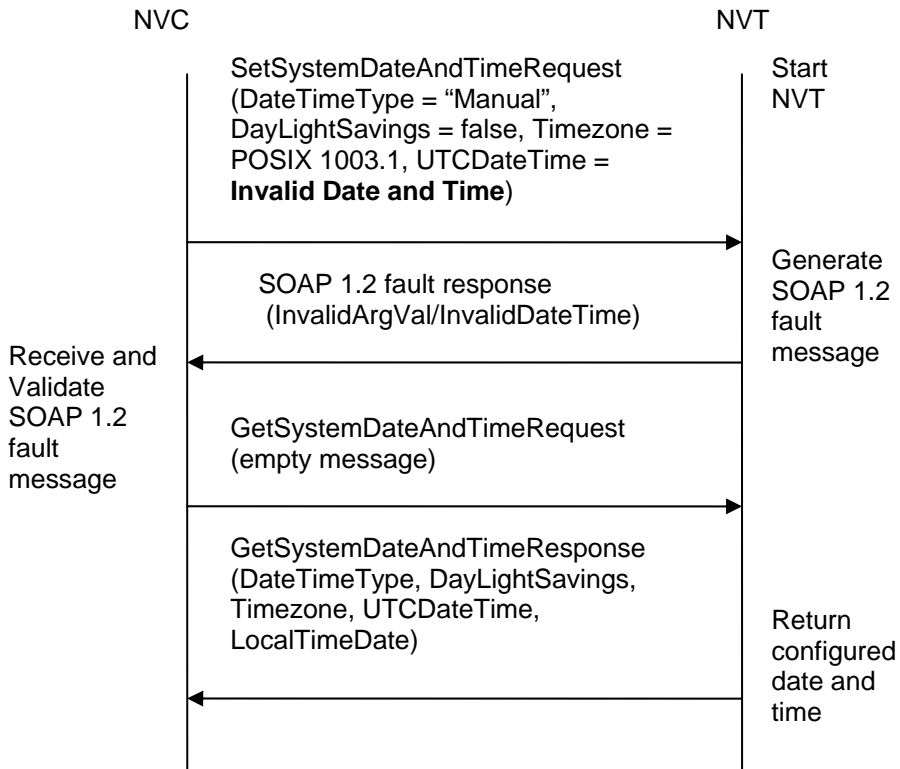 NVC
NVT
SetSystemDateAndTimeRequest
(DateTimeType = “Manual”,
DayLightSavings = false, Timezone =
POSIX 1003.1, UTCDateTime =
Invalid Date and Time)
Start
NVT
SOAP 1.2 fault response
(InvalidArgVal/InvalidDateTime)
Generate
SOAP 1.2
fault
message
Receive and
Validate
SOAP 1.2
fault
message
GetSystemDateAndTimeRequest
(empty message)
GetSystemDateAndTimeResponse
(DateTimeType, DayLightSavings,
Timezone, UTCDateTime,
LocalTimeDate)
Return
configured
date and
time